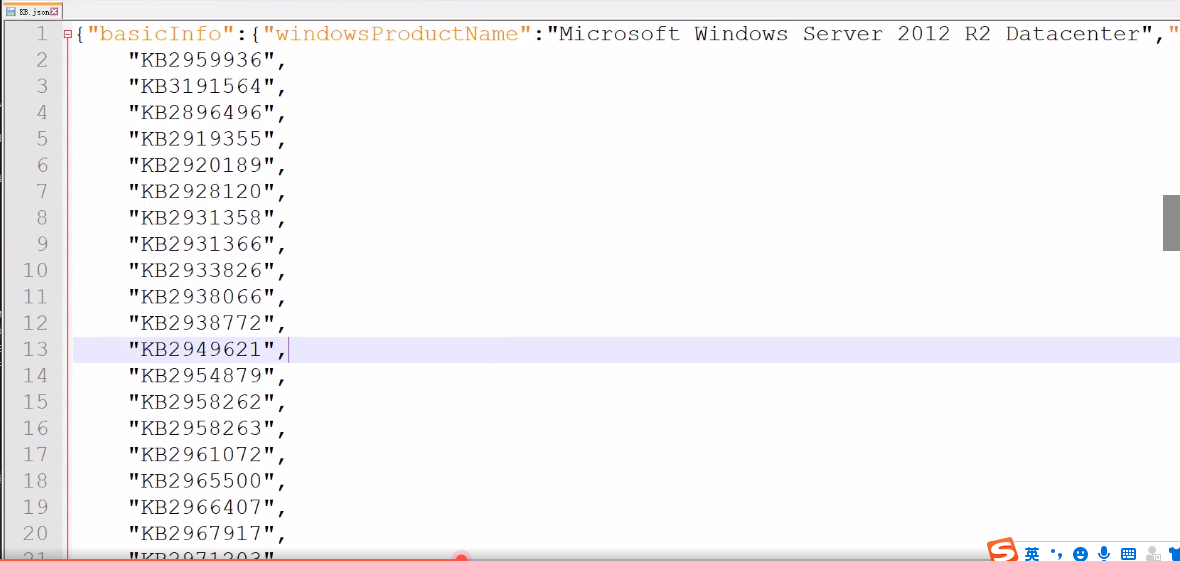 KB.json
1 {"basicInfo":{"windowsProductName":"Microsoft Windows Server 2012 R2 Datacenter","
2 "KB2959936",
3 "KB3191564",
4 "KB2896496",
5 "KB2919355",
6 "KB2920189",
7 "KB2928120",
8 "KB2931358",
9 "KB2931366",
10 "KB2933826",
11 "KB2938066",
12 "KB2938772",
13 "KB2949621",
14 "KB2954879",
15 "KB2958262",
16 "KB2958263",
17 "KB2961072",
18 "KB2965500",
19 "KB2966407",
20 "KB2967917",
21 "KB2971203"
英